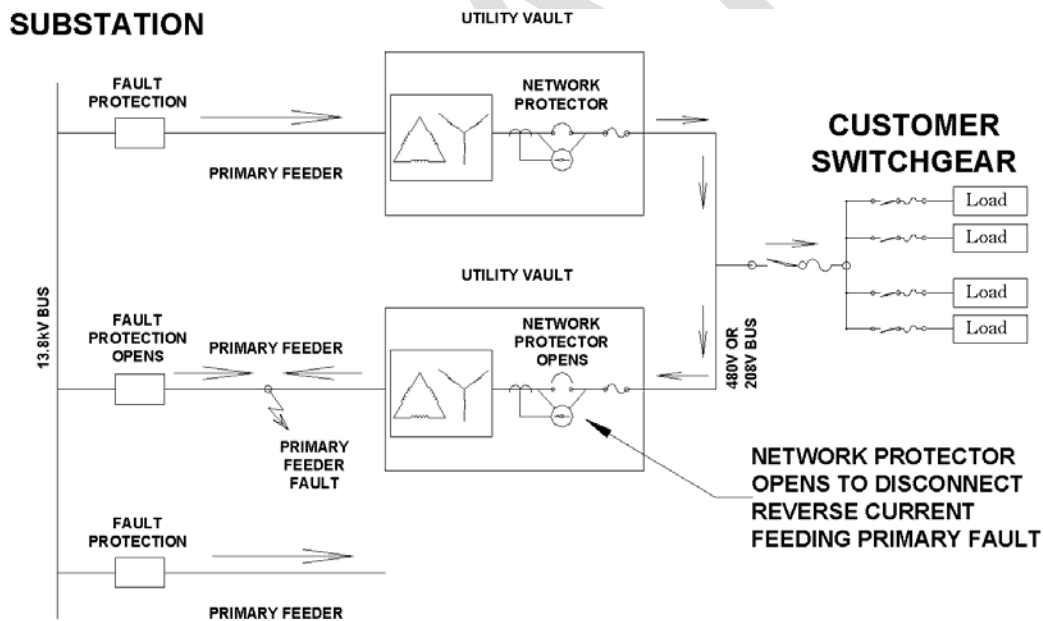 SUBSTATION
UTILITY VAULT
FAULT
PROTECTION
PRIMARY FEEDER
NETWORK
PROTECTOR
CUSTOMER
SWITCHGEAR
Load
Load
Load
Load
13.8kV BUS
UTILITY VAULT
FAULT
PROTECTION
OPENS
PRIMARY FEEDER
PRIMARY
FEEDER
FAULT
NETWORK
PROTECTOR
OPENS
480V OR
208V BUS
NETWORK PROTECTOR
OPENS TO DISCONNECT
REVERSE CURRENT
FEEDING PRIMARY FAULT
FAULT
PROTECTION
PRIMARY FEEDER